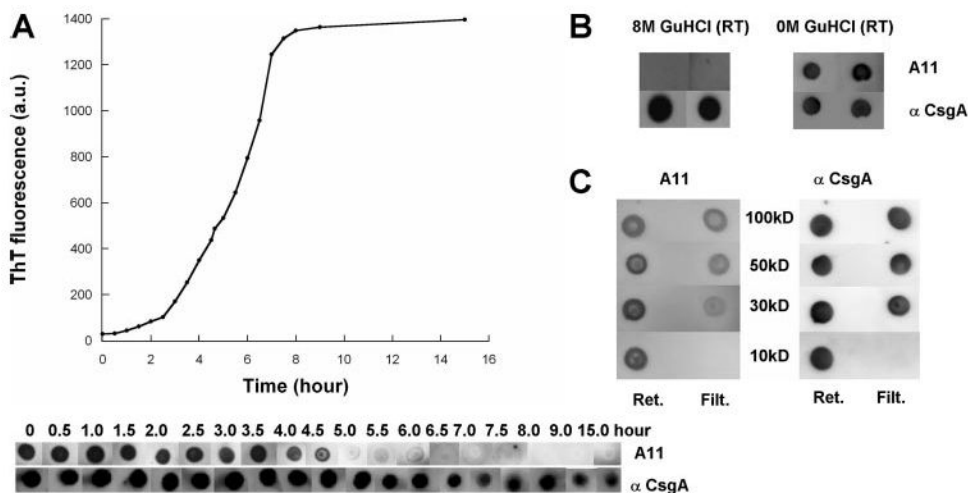 A
ThT fluorescence (a.u.)
1400
1200
1000
800
600
400
200
0
0 2 4 6 8 10 12 14 16
Time (hour)
0 0.5 1.0 1.5 2.0 2.5 3.0 3.5 4.0 4.5 5.0 5.5 6.0 6.5 7.0 7.5 8.0 9.0 15.0 hour
A11
α CsgA
B
8M GuHCl (RT) 0M GuHCl (RT)
A11
α CsgA
C
A11 α CsgA
100kD
50kD
30kD
10kD
Ret. Filt. Ret. Filt.